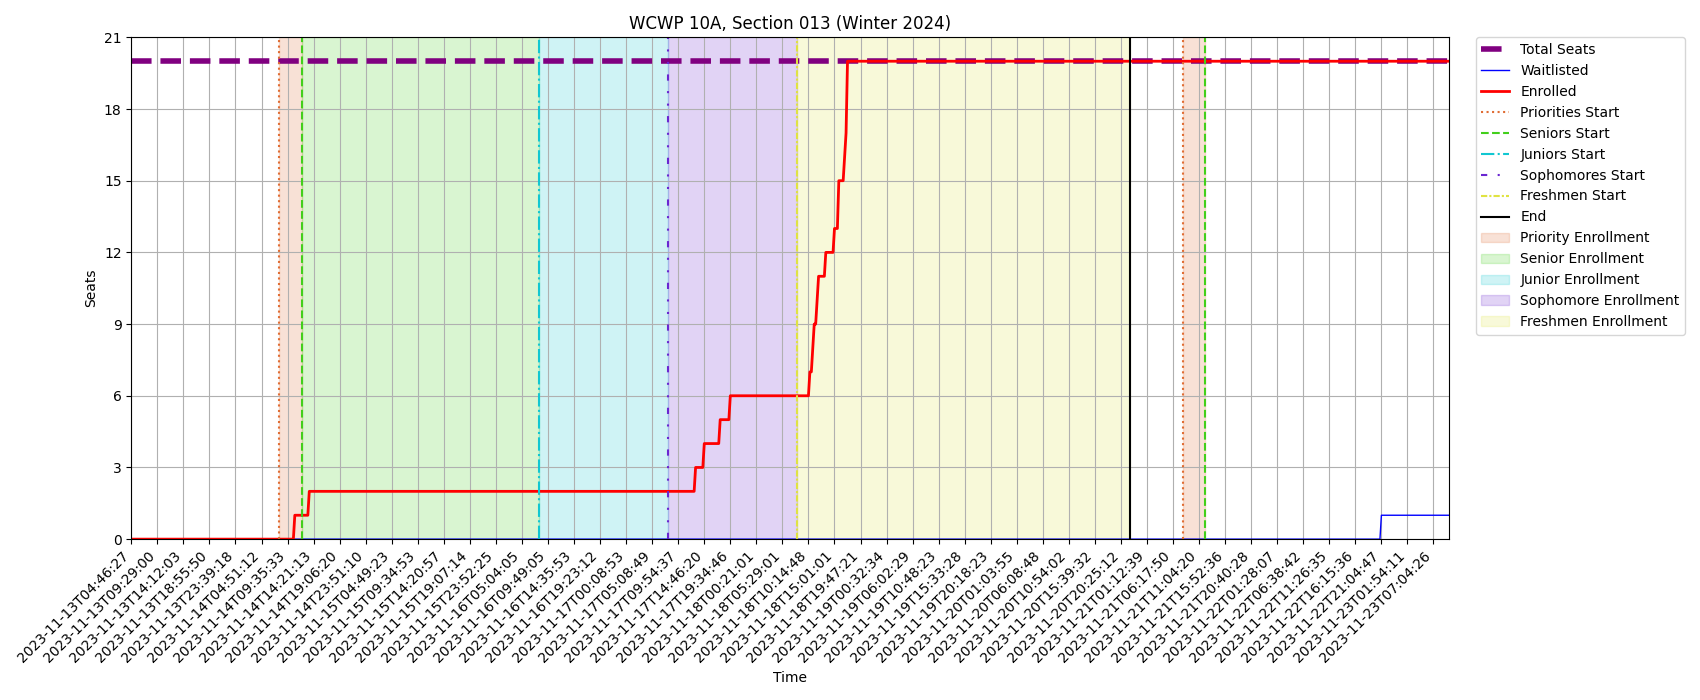 WCWP 10A, Section 013 (Winter 2024)
21
18
15
12
9
6
3
0
Seats
2023-11-13T04:46:27
2023-11-13T09:29:00
2023-11-13T14:12:03
2023-11-13T18:55:50
2023-11-13T23:39:18
2023-11-14T04:51:12
2023-11-14T09:35:33
2023-11-14T14:21:13
2023-11-14T19:06:20
2023-11-14T23:51:10
2023-11-15T04:49:23
2023-11-15T09:34:53
2023-11-15T14:20:57
2023-11-15T19:07:14
2023-11-15T23:52:25
2023-11-16T05:04:05
2023-11-16T09:49:05
2023-11-16T14:35:53
2023-11-16T19:23:12
2023-11-17T00:08:53
2023-11-17T05:08:49
2023-11-17T09:54:37
2023-11-17T14:46:20
2023-11-17T19:34:46
2023-11-18T00:21:01
2023-11-18T05:29:01
2023-11-18T10:14:48
2023-11-18T15:01:01
2023-11-18T19:47:21
2023-11-19T00:32:34
2023-11-19T06:02:29
2023-11-19T10:48:23
2023-11-19T15:33:28
2023-11-19T20:18:23
2023-11-20T01:03:55
2023-11-20T06:08:48
2023-11-20T10:54:02
2023-11-20T15:39:32
2023-11-20T20:25:12
2023-11-21T01:12:39
2023-11-21T06:17:50
2023-11-21T11:04:20
2023-11-21T15:52:36
2023-11-21T20:40:28
2023-11-22T01:28:07
2023-11-22T06:38:42
2023-11-22T11:26:35
2023-11-22T16:15:36
2023-11-22T21:04:47
2023-11-23T01:54:11
2023-11-23T07:04:26
Time
Total Seats
Waitlisted
Enrolled
Priorities Start
Seniors Start
Juniors Start
Sophomores Start
Freshmen Start
End
Priority Enrollment
Senior Enrollment
Junior Enrollment
Sophomore Enrollment
Freshmen Enrollment